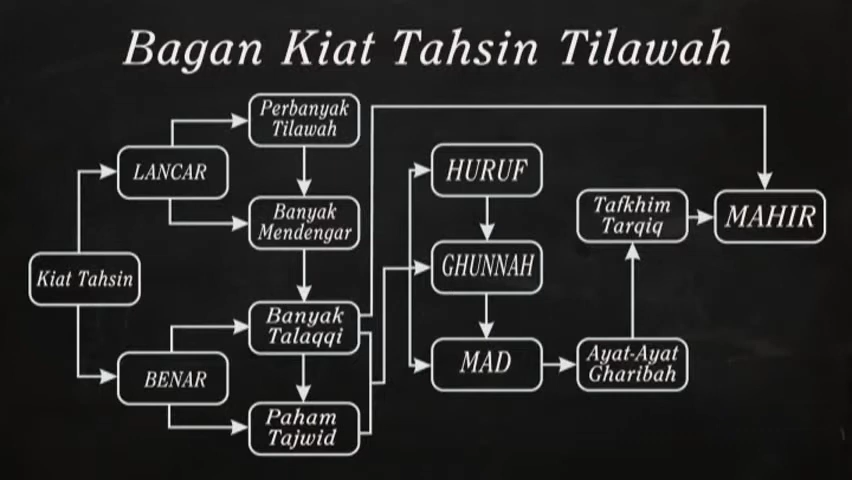 Bagan Kiat Tahsin Tilawah
Perbanyak
Tilawah
LANCAR
Banyak
Mendengar
Kiat Tahsin
Banyak
Talaqqi
BENAR
Paham
Tajwid
HURUF
GHUNNAH
MAD
Ayat-Ayat
Gharibah
Tafkhim
Tarqiq
MAHIR